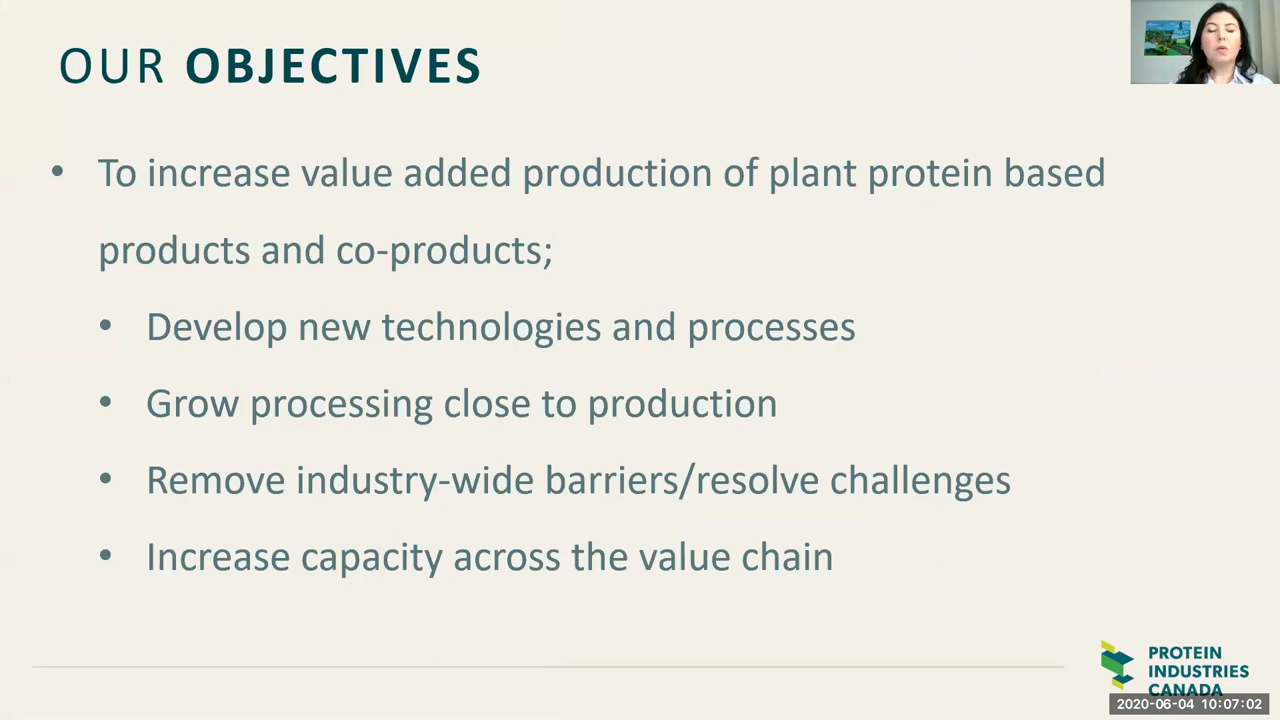 OUR OBJECTIVES
• To increase value added production of plant protein based
products and co-products;
• Develop new technologies and processes
• Grow processing close to production
• Remove industry-wide barriers/resolve challenges
• Increase capacity across the value chain
PROTEIN
INDUSTRIES
CANADA
2020-06-04 10:07:02